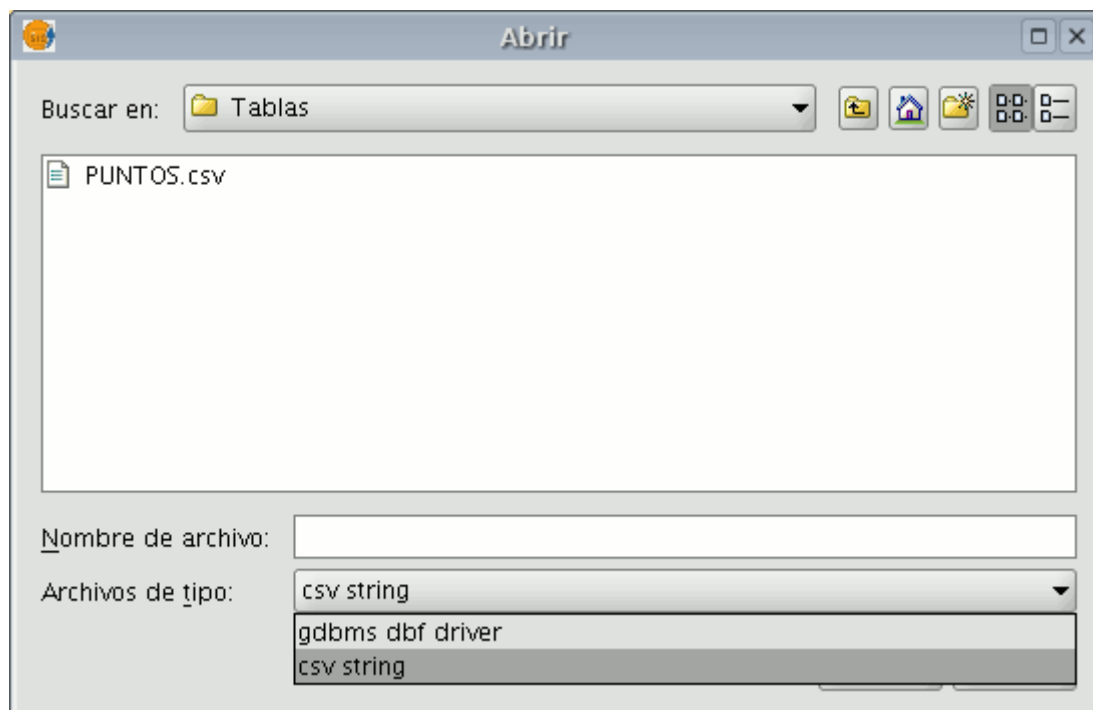 Abrir
Buscar en: Tablas
PUNTOS.csv
Nombre de archivo:
Archivos de tipo: csv string
gdbms dbf driver
csv string